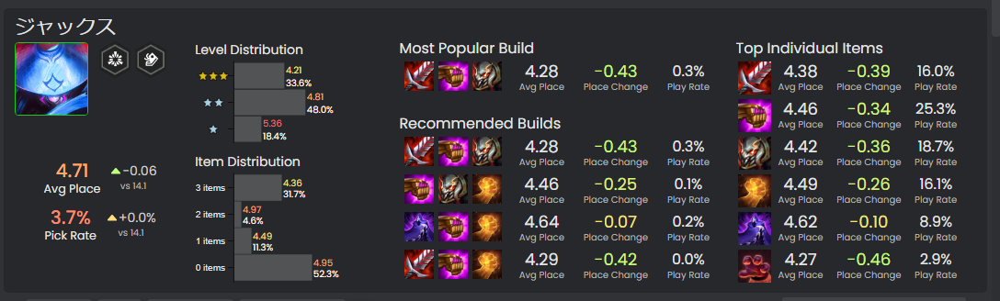 ジャックス
4.71
Avg Place
-0.06
vs 14.1
3.7%
Pick Rate
+0.0%
vs 14.1
Level Distribution
4.21
33.6%
4.81
48.0%
5.36
18.4%
Item Distribution
3 items
4.36
31.7%
2 items
4.97
4.6%
1 items
4.49
11.3%
0 items
4.95
52.3%
Most Popular Build
4.28 -0.43 0.3%
Avg Place Place Change Play Rate
Recommended Builds
4.28 -0.43 0.3%
Avg Place Place Change Play Rate
4.46 -0.25 0.1%
Avg Place Place Change Play Rate
4.64 -0.07 0.2%
Avg Place Place Change Play Rate
4.29 -0.42 0.0%
Avg Place Place Change Play Rate
Top Individual Items
4.38 -0.39 16.0%
Avg Place Place Change Play Rate
4.46 -0.34 25.3%
Avg Place Place Change Play Rate
4.42 -0.36 18.7%
Avg Place Place Change Play Rate
4.49 -0.26 16.1%
Avg Place Place Change Play Rate
4.62 -0.10 8.9%
Avg Place Place Change Play Rate
4.27 -0.46 2.9%
Avg Place Place Change Play Rate